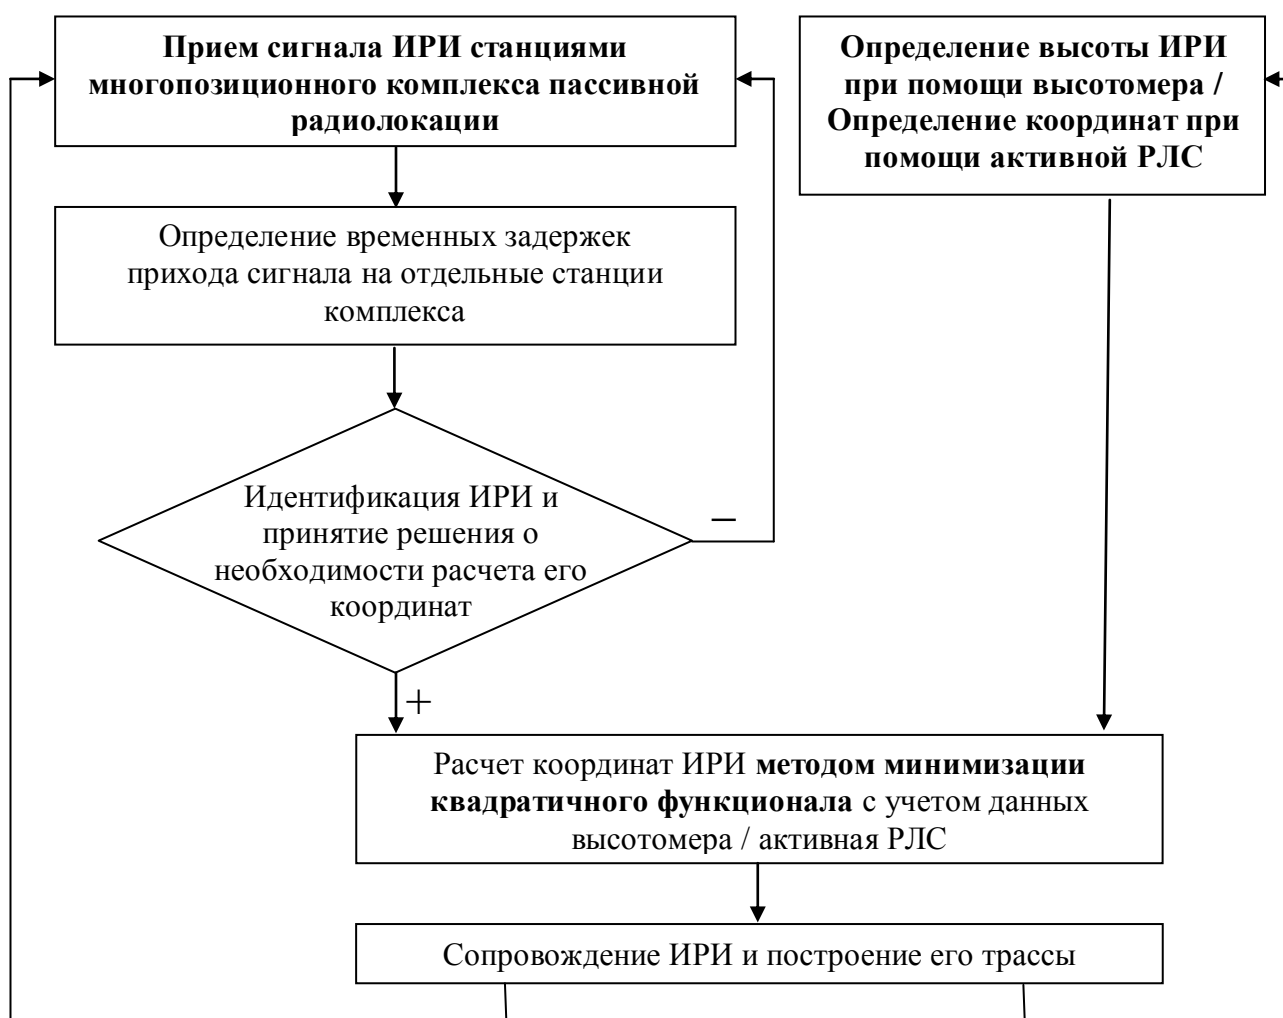 Прием сигнала ИРИ станциями
многопозиционного комплекса пассивной
радиолокации
Определение высоты ИРИ
при помощи высотомера /
Определение координат при
помощи активной РЛС
Определение временных задержек
прихода сигнала на отдельные станции
комплекса
Идентификация ИРИ и
принятие решения о
необходимости расчета его
координат
–
+
Расчет координат ИРИ методом минимизации
квадратичного функционала с учетом данных
высотомера / активная РЛС
Сопровождение ИРИ и построение его трассы